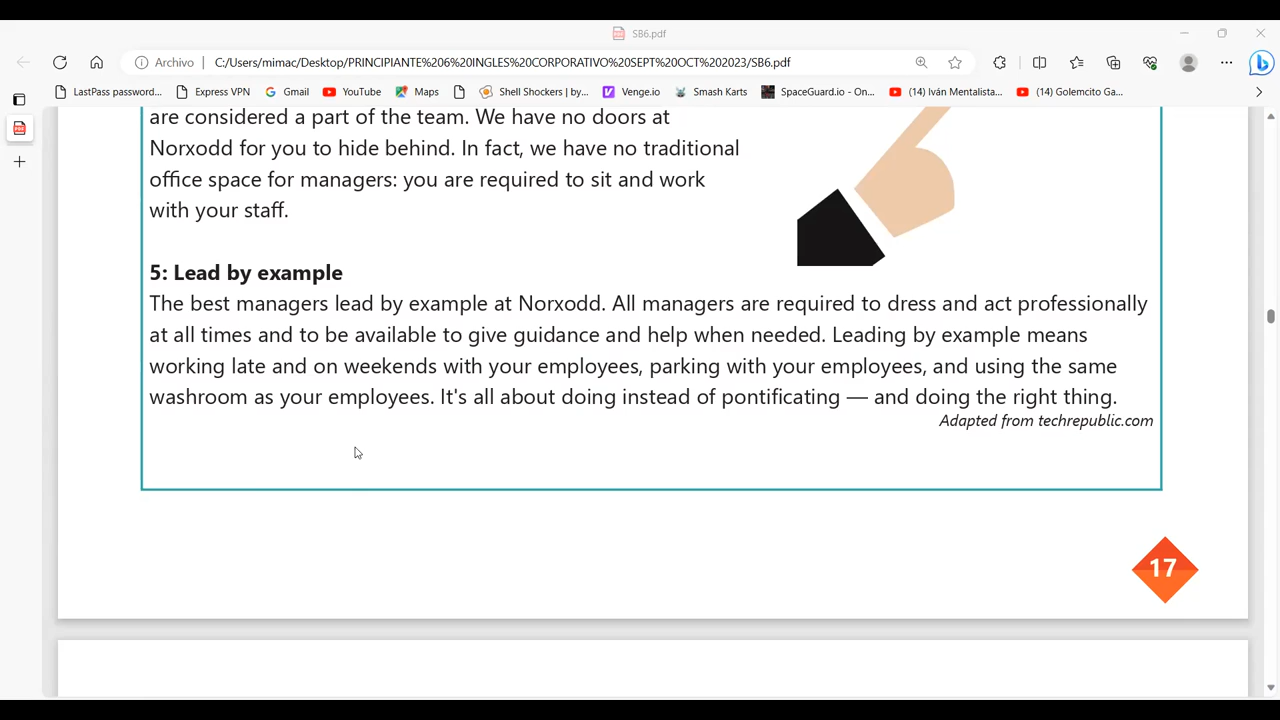 SB6.pdf
Archivo
C:/Users/mimac/Desktop/PRINCIPIANTE%206%20INGLES%20CORPORATIVO%20SEPT%20OCT%202023/SB6.pdf
LastPass password...
Express VPN
Gmail
YouTube
Maps
Shell Shockers | by...
Venge.io
Smash Karts
SpaceGuard.io - On...
(14) Iván Mentalista...
(14) Golemcito Ga...
are considered a part of the team. We have no doors at
Norxodd for you to hide behind. In fact, we have no traditional
office space for managers: you are required to sit and work
with your staff.
5: Lead by example
The best managers lead by example at Norxodd. All managers are required to dress and act professionally
at all times and to be available to give guidance and help when needed. Leading by example means
working late and on weekends with your employees, parking with your employees, and using the same
washroom as your employees. It's all about doing instead of pontificating — and doing the right thing.
Adapted from techrepublic.com
17